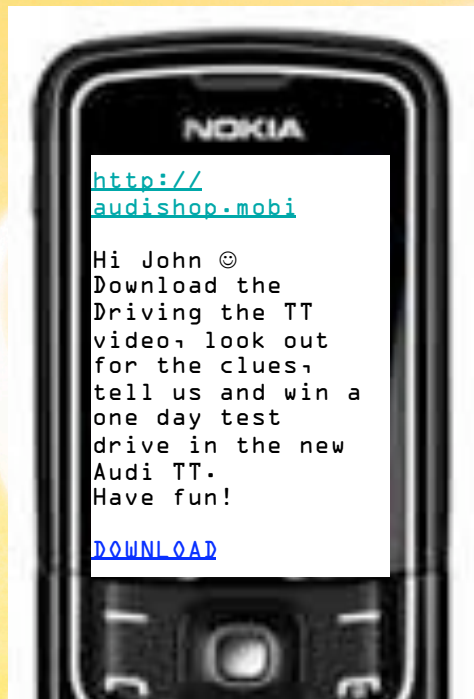 NOKIA
http://
audishop.mobi
Hi John ☺
Download the
Driving the TT
video, look out
for the clues,
tell us and win a
one day test
drive in the new
Audi TT.
Have fun!
DOWNLOAD